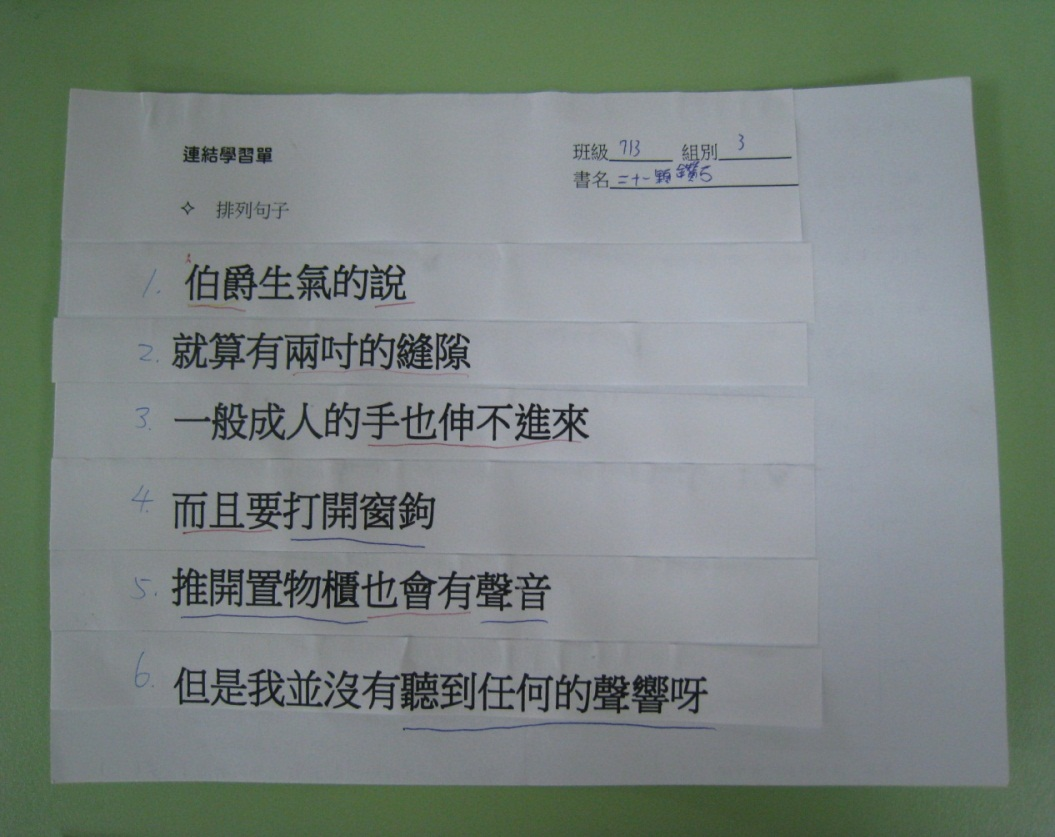 連結學習單
班級 713 組別 3
書名 二十一顆鑽石
✧ 排列句子
1. 伯爵生氣的說
2. 就算有兩吋的縫隙
3. 一般成人的手也伸不進來
4. 而且要打開窗鉤
5. 推開置物櫃也會有聲音
6. 但是我並沒有聽到任何的聲響呀